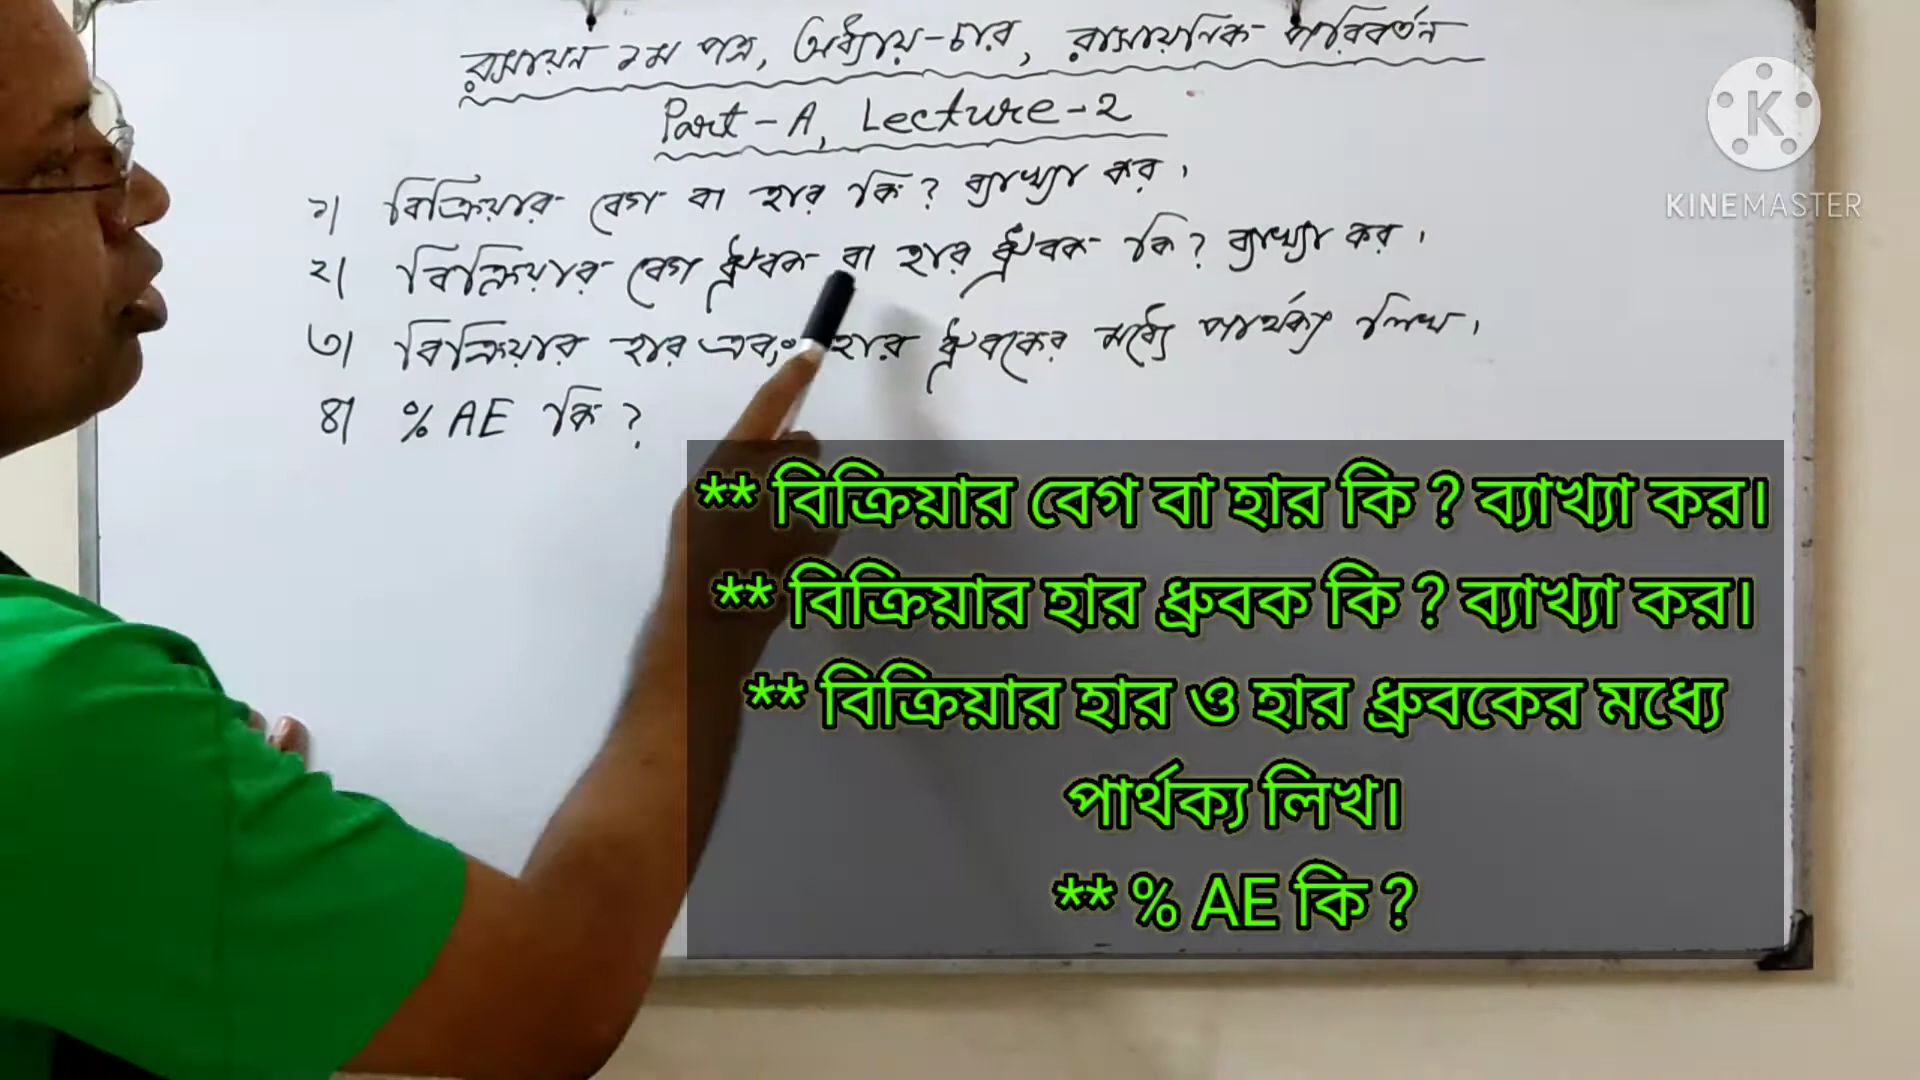 রসায়ন ১ম পত্র, অধ্যায়-চার, রাসায়নিক পরিবর্তন
Part-A, Lecture-2
১। বিক্রিয়ার বেগ বা হার কি? ব্যাখ্যা কর।
২। বিক্রিয়ার বেগ ধ্রুবক বা হার ধ্রুবক কি? ব্যাখ্যা কর।
৩। বিক্রিয়ার হার এবং হার ধ্রুবকের মধ্যে পার্থক্য লিখ।
৪। % AE কি?
K
KINEMASTER
** বিক্রিয়ার বেগ বা হার কি ? ব্যাখ্যা কর।
** বিক্রিয়ার হার ধ্রুবক কি ? ব্যাখ্যা কর।
** বিক্রিয়ার হার ও হার ধ্রুবকের মধ্যে
পার্থক্য লিখ।
** % AE কি ?